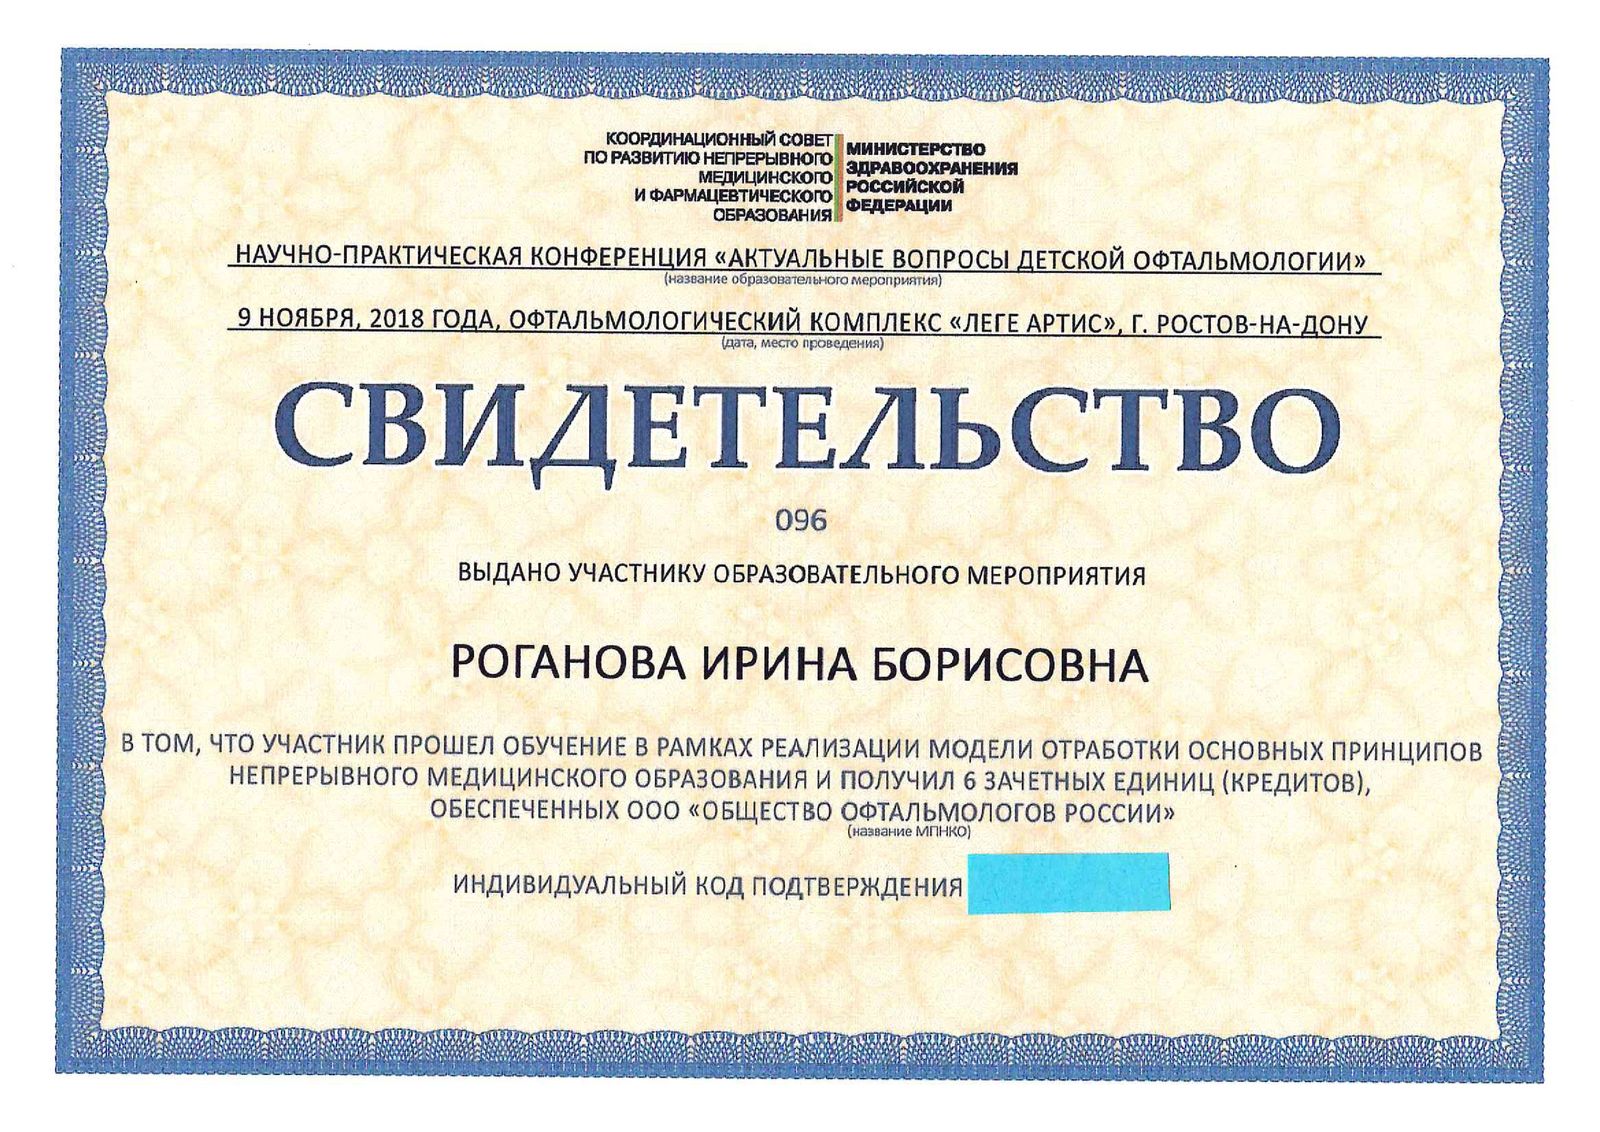 КООРДИНАЦИОННЫЙ СОВЕТ
ПО РАЗВИТИЮ НЕПРЕРЫВНОГО
МЕДИЦИНСКОГО
И ФАРМАЦЕВТИЧЕСКОГО
ОБРАЗОВАНИЯ
МИНИСТЕРСТВО
ЗДРАВООХРАНЕНИЯ
РОССИЙСКОЙ
ФЕДЕРАЦИИ
НАУЧНО-ПРАКТИЧЕСКАЯ КОНФЕРЕНЦИЯ «АКТУАЛЬНЫЕ ВОПРОСЫ ДЕТСКОЙ ОФТАЛЬМОЛОГИИ»
(название образовательного мероприятия)
9 НОЯБРЯ, 2018 ГОДА, ОФТАЛЬМОЛОГИЧЕСКИЙ КОМПЛЕКС «ЛЕГЕ АРТИС», Г. РОСТОВ-НА-ДОНУ
(дата, место проведения)
СВИДЕТЕЛЬСТВО
096
ВЫДАНО УЧАСТНИКУ ОБРАЗОВАТЕЛЬНОГО МЕРОПРИЯТИЯ
РОГАНОВА ИРИНА БОРИСОВНА
В ТОМ, ЧТО УЧАСТНИК ПРОШЕЛ ОБУЧЕНИЕ В РАМКАХ РЕАЛИЗАЦИИ МОДЕЛИ ОТРАБОТКИ ОСНОВНЫХ ПРИНЦИПОВ
НЕПРЕРЫВНОГО МЕДИЦИНСКОГО ОБРАЗОВАНИЯ И ПОЛУЧИЛ 6 ЗАЧЕТНЫХ ЕДИНИЦ (КРЕДИТОВ),
ОБЕСПЕЧЕННЫХ ООО «ОБЩЕСТВО ОФТАЛЬМОЛОГОВ РОССИИ»
(название МПНКО)
ИНДИВИДУАЛЬНЫЙ КОД ПОДТВЕРЖДЕНИЯ